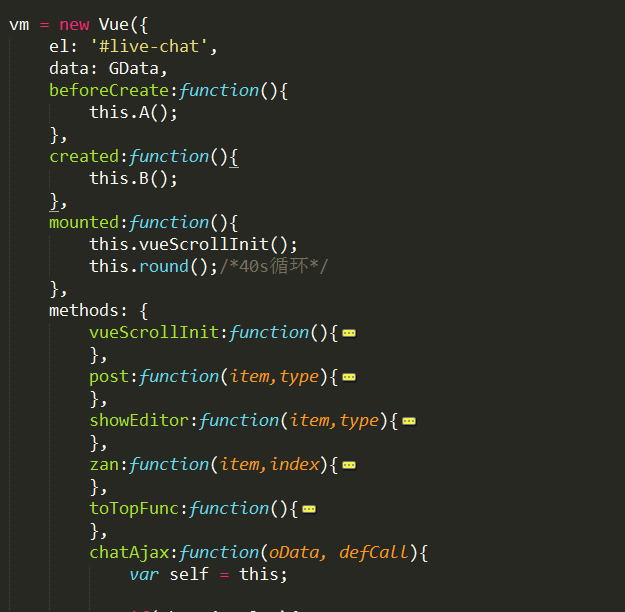 vm = new Vue({
    el: '#live-chat',
    data: GData,
    beforeCreate:function(){
        this.A();
    },
    created:function(){
        this.B();
    },
    mounted:function(){
        this.vueScrollInit();
        this.round();/*40s循环*/
    },
    methods: {
        vueScrollInit:function(){
        },
        post:function(item,type){
        },
        showEditor:function(item,type){
        },
        zan:function(item,index){
        },
        toTopFunc:function(){
        },
        chatAjax:function(oData, defCall){
            var self = this;